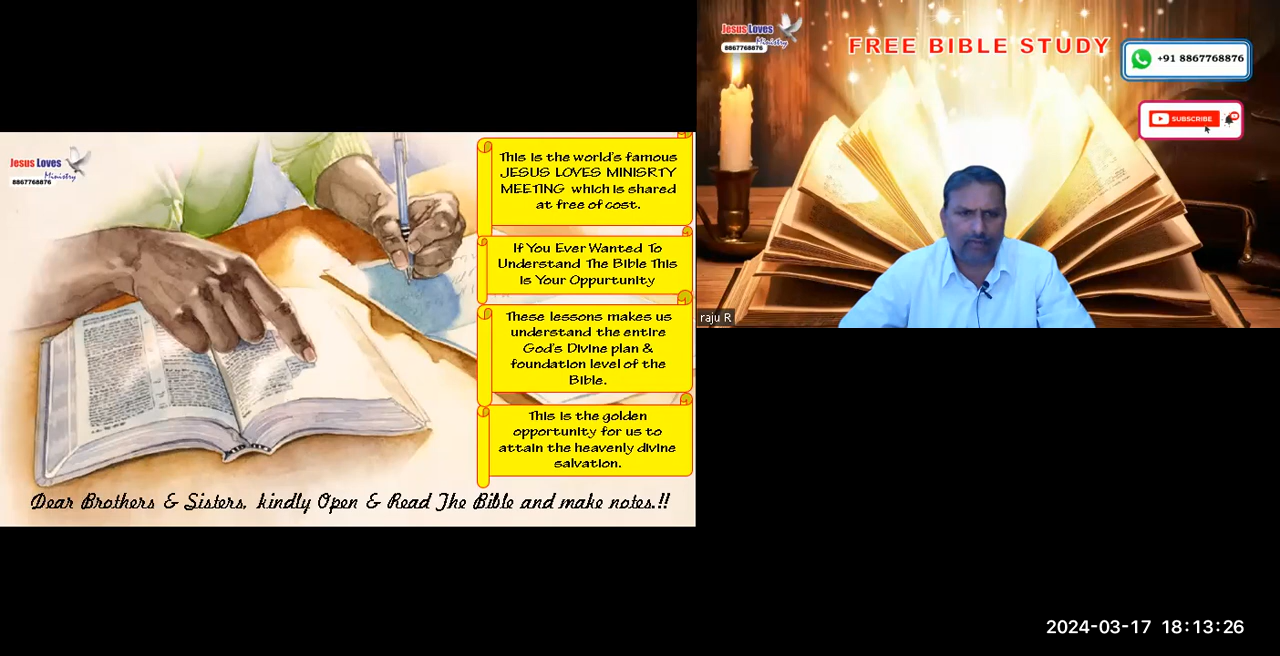 Jesus Loves
Ministry
8867768876
This is the world's famous
JESUS LOVES MINISRTY
MEETING which is shared
at free of cost.
If You Ever Wanted To
Understand The Bible This
is Your Oppurtunity
These lessons makes us
understand the entire
God's Divine plan &
foundation level of the
Bible.
This is the golden
opportunity for us to
attain the heavenly divine
salvation.
Dear Brothers & Sisters, kindly Open & Read The Bible and make notes.!!
Jesus Loves
Ministry
8867768876
FREE BIBLE STUDY
+91 8867768876
SUBSCRIBE
raju R
2024-03-17 18:13:26